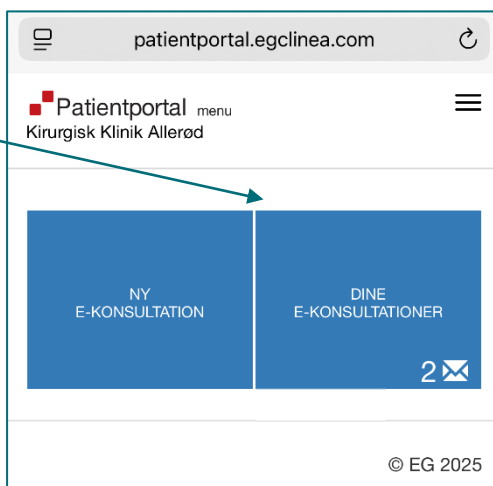 patientportal.egclinea.com
Patientportal menu
Kirurgisk Klinik Allerød
NY
E-KONSULTATION
DINE
E-KONSULTATIONER
2
© EG 2025